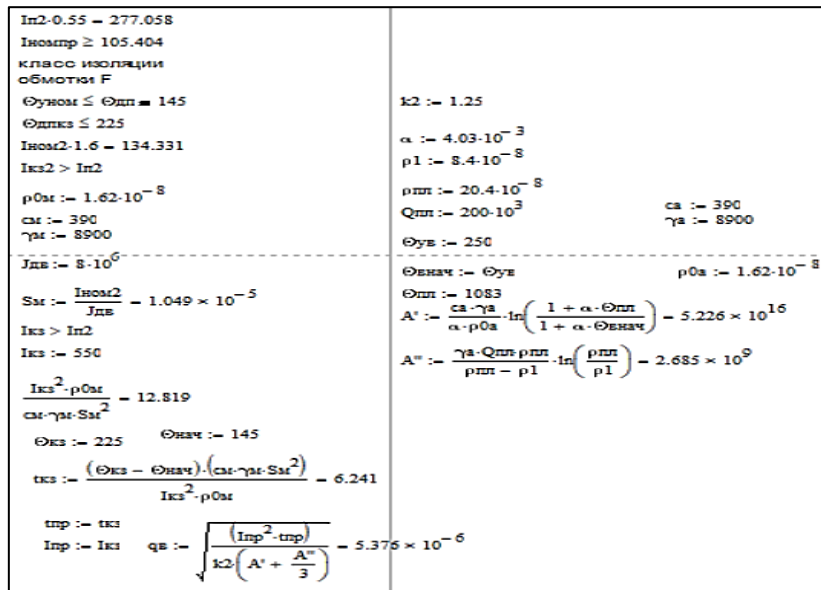 Iп2·0.55 = 277.058
Iномпр ≥ 105.404
класс изоляции
обмотки F
Θуном ≤ Θдп = 145
k2 := 1.25
Θдпкз ≤ 225
α := 4.03·10^-3
Iном2·1.6 = 134.331
ρ1 := 8.4·10^-8
Iкз2 > Iп2
ρ0м := 1.62·10^-8
ρпл := 20.4·10^-8
см := 390
Qпл := 200·10^3
са := 390
γм := 8900
γа := 8900
Θув := 250
Jдв := 8·10^6
Θвнач := Θув
ρ0а := 1.62·10^-8
Θпл := 1083
Sм := Iном2/Jдв = 1.049 × 10^-5
A' := (са·γа)/(α·ρ0а)·ln((1 + α·Θпл)/(1 + α·Θвнач)) = 5.226 × 10^16
Iкз > Iп2
Iкз := 550
A'' := (γа·Qпл·ρпл)/(ρпл − ρ1)·ln(ρпл/ρ1) = 2.685 × 10^9
(Iкз^2·ρ0м)/(см·γм·Sм^2) = 12.819
Θкз := 225
Θнач := 145
tкз := ((Θкз − Θнач)·(см·γм·Sм^2))/(Iкз^2·ρ0м) = 6.241
tпр := tкз
Iпр := Iкз
qв := √((Iпр^2·tпр)/(k2·(A' + A''/3))) = 5.376 × 10^-6